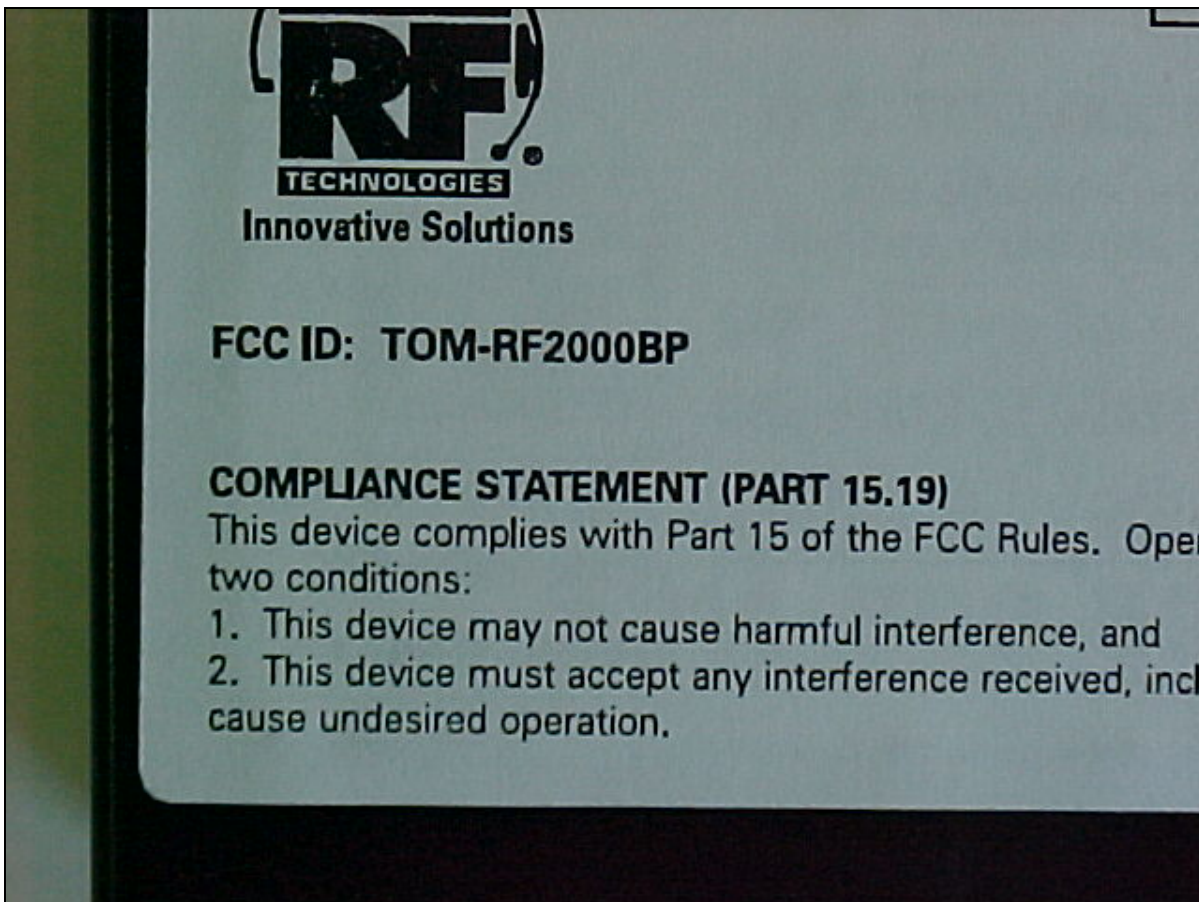 RF
TECHNOLOGIES
Innovative Solutions
FCC ID: TOM-RF2000BP
COMPLIANCE STATEMENT (PART 15.19)
This device complies with Part 15 of the FCC Rules. Oper
two conditions:
1. This device may not cause harmful interference, and
2. This device must accept any interference received, incl
cause undesired operation.